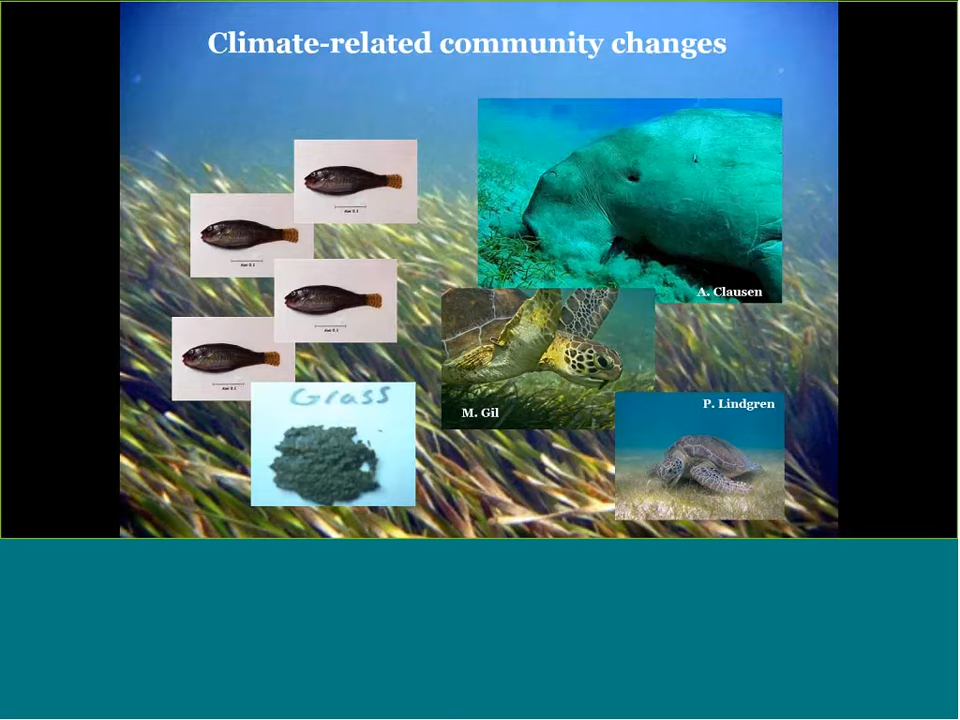 Climate-related community changes
A. Clausen
M. Gil
P. Lindgren
Grass